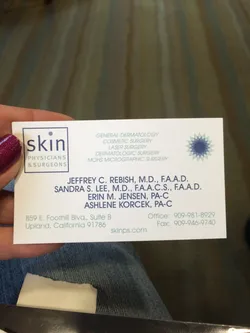 skin
PHYSICIANS
& SURGEONS
GENERAL DERMATOLOGY
COSMETIC SURGERY
LASER SURGERY
DERMATOLOGIC SURGERY
MOHS MICROGRAPHIC SURGERY
JEFFREY C. REBISH, M.D., F.A.A.D.
SANDRA S. LEE, M.D., F.A.A.C.S., F.A.A.D.
ERIN M. JENSEN, PA-C
ASHLENE KORCEK, PA-C
859 E. Foothill Blvd., Suite B
Upland, California 91786
Office: 909-981-8929
Fax: 909-946-9740
skinps.com